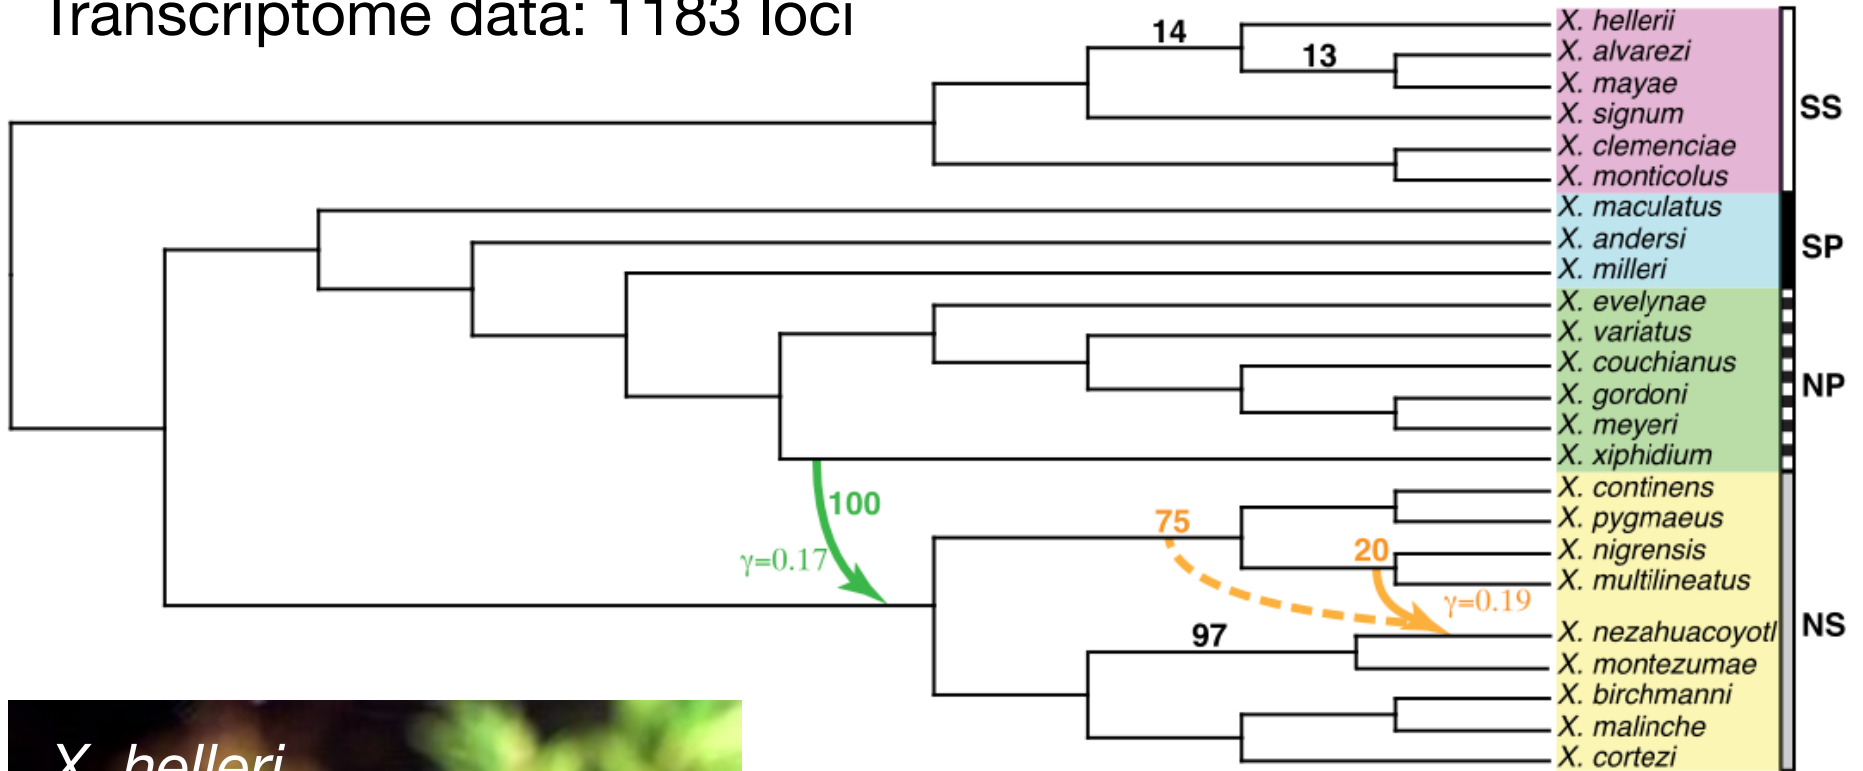 Transcriptome data: 1183 loci
14
13
X. hellerii
X. alvarezi
X. mayae
X. signum
X. clemenciae
X. monticolus
SS
X. maculatus
X. andersi
X. milleri
SP
X. evelynae
X. variatus
X. couchianus
X. gordoni
X. meyeri
X. xiphidium
NP
100
γ=0.17
75
20
γ=0.19
97
X. continens
X. pygmaeus
X. nigrensis
X. multilineatus
X. nezahuacoyotl
X. montezumae
X. birchmanni
X. malinche
X. cortezi
NS
X. helleri